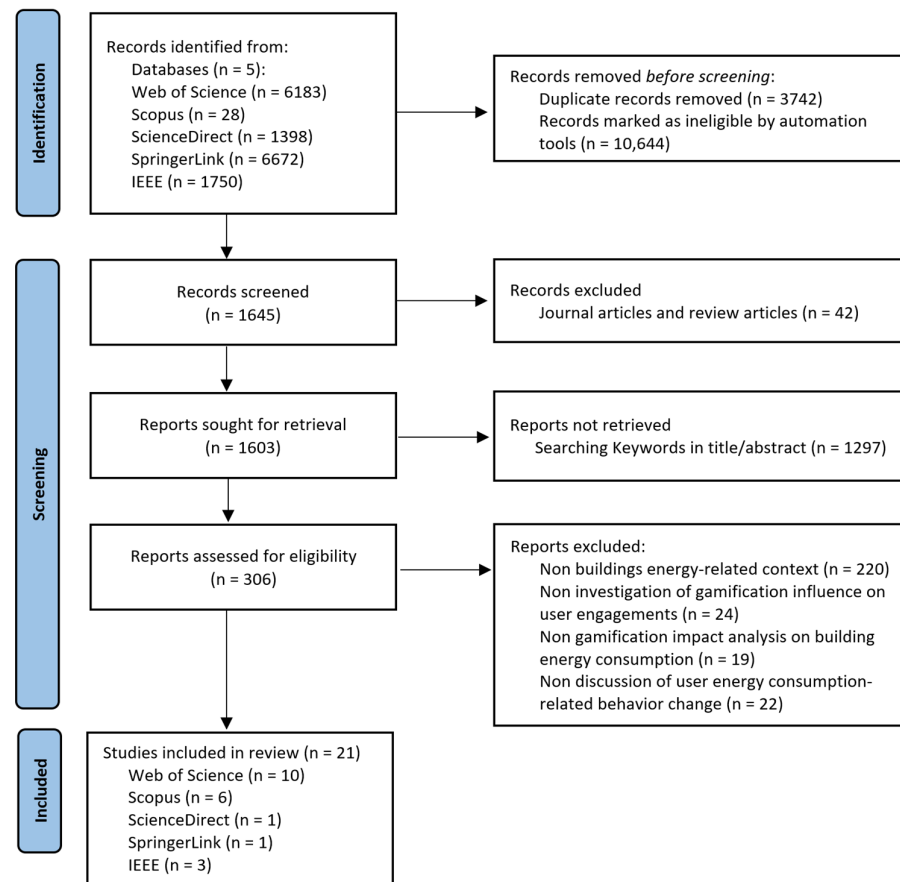 Identification
Records identified from:
Databases (n = 5):
Web of Science (n = 6183)
Scopus (n = 28)
ScienceDirect (n = 1398)
SpringerLink (n = 6672)
IEEE (n = 1750)
Records removed before screening:
Duplicate records removed (n = 3742)
Records marked as ineligible by automation
tools (n = 10,644)
Screening
Records screened
(n = 1645)
Records excluded
Journal articles and review articles (n = 42)
Reports sought for retrieval
(n = 1603)
Reports not retrieved
Searching Keywords in title/abstract (n = 1297)
Reports assessed for eligibility
(n = 306)
Reports excluded:
Non buildings energy-related context (n = 220)
Non investigation of gamification influence on
user engagements (n = 24)
Non gamification impact analysis on building
energy consumption (n = 19)
Non discussion of user energy consumption-
related behavior change (n = 22)
Included
Studies included in review (n = 21)
Web of Science (n = 10)
Scopus (n = 6)
ScienceDirect (n = 1)
SpringerLink (n = 1)
IEEE (n = 3)